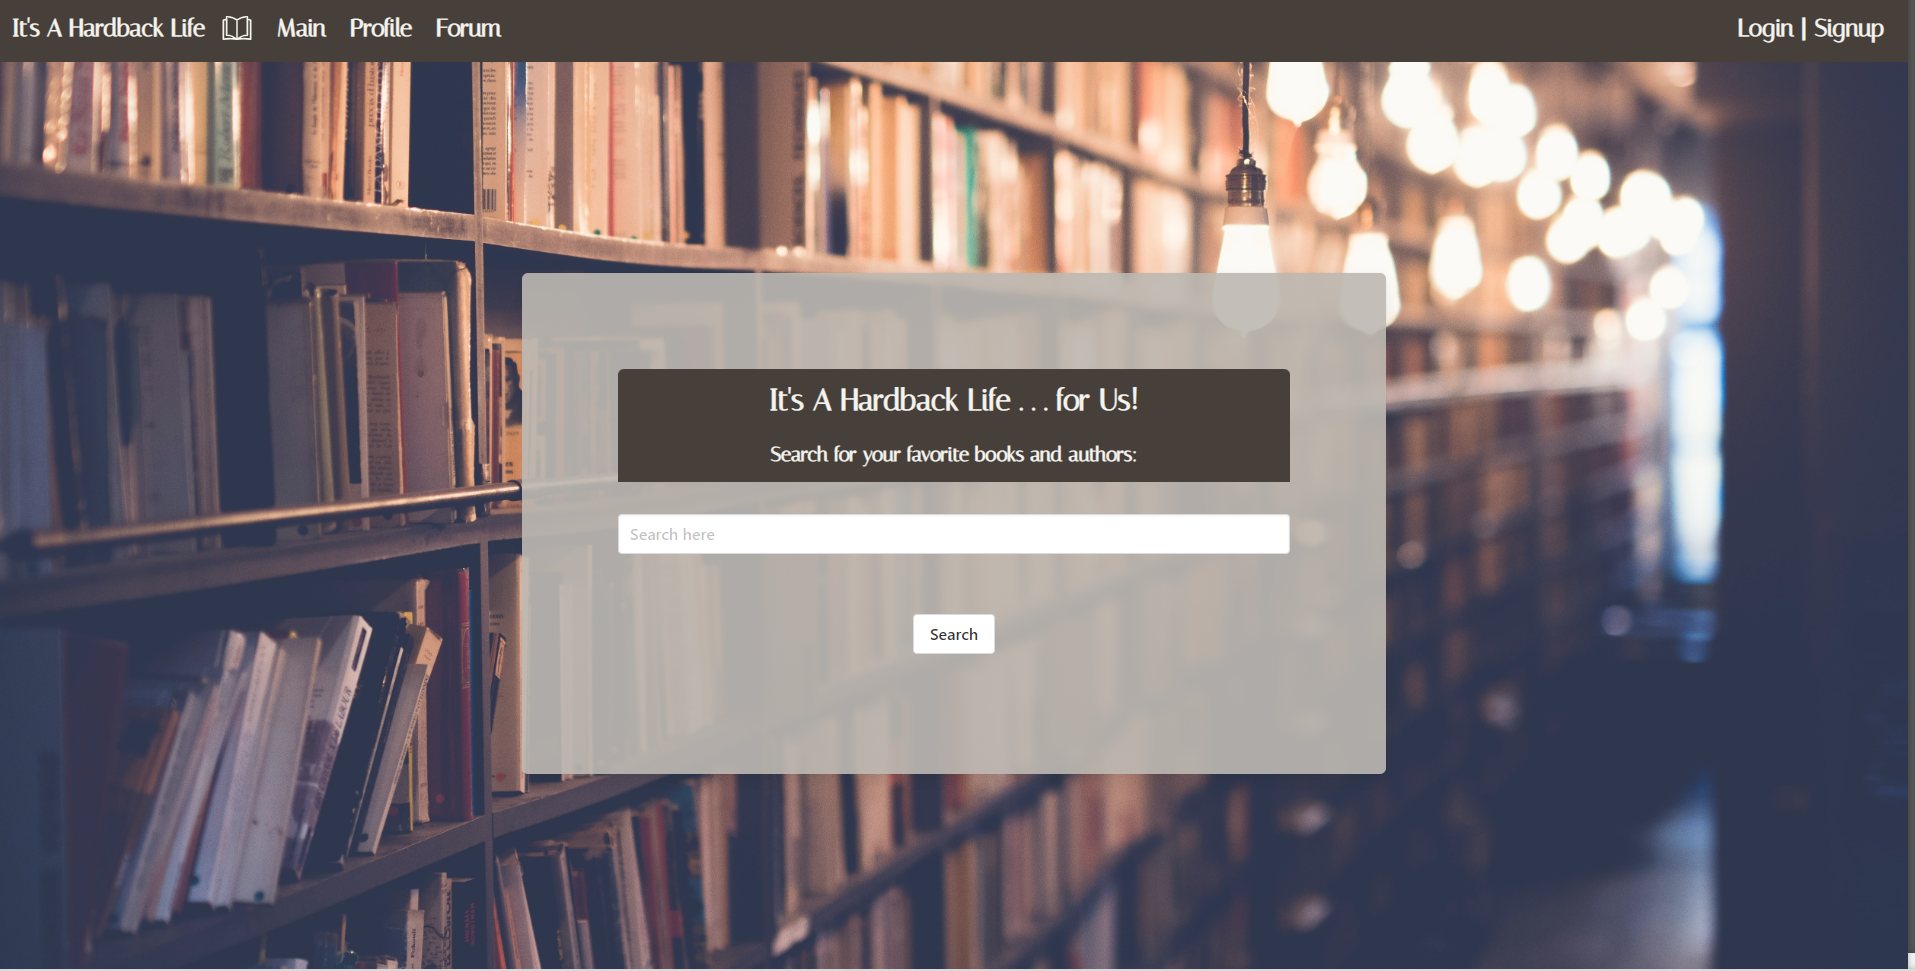 It's A Hardback Life Main Profile Forum Login | Signup
It's A Hardback Life . . . for Us!
Search for your favorite books and authors:
Search here
Search